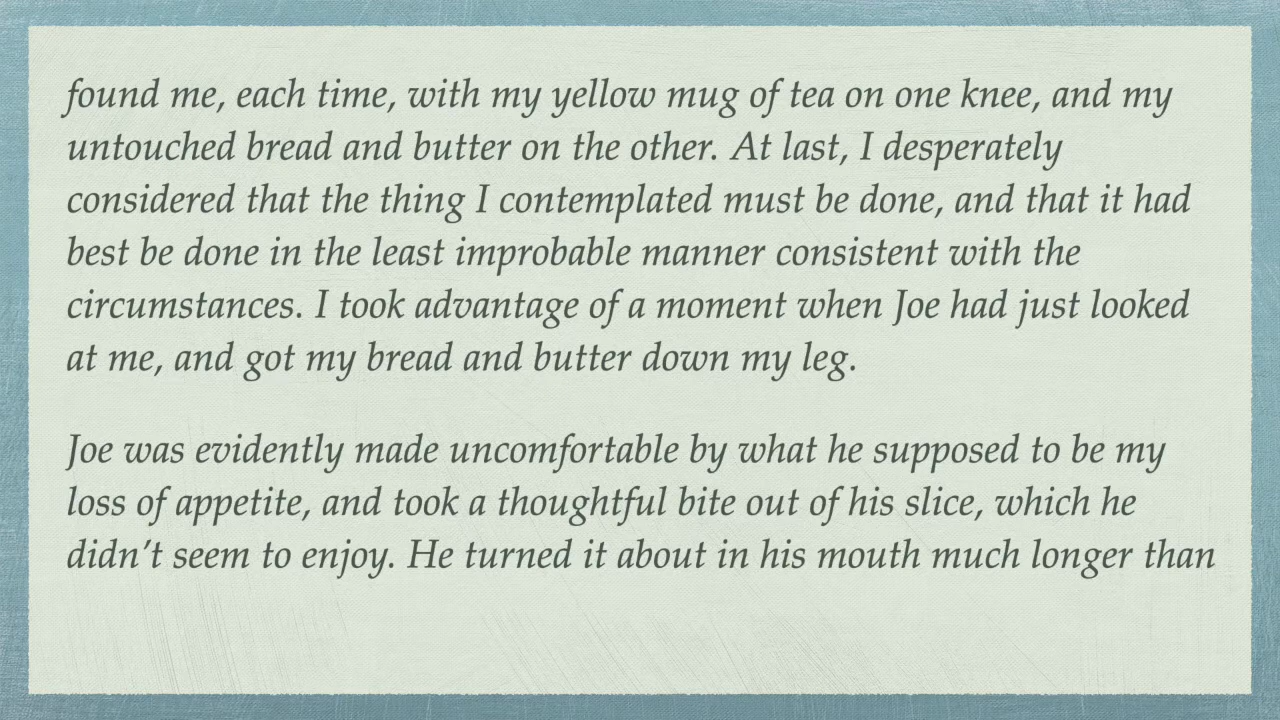 found me, each time, with my yellow mug of tea on one knee, and my
untouched bread and butter on the other. At last, I desperately
considered that the thing I contemplated must be done, and that it had
best be done in the least improbable manner consistent with the
circumstances. I took advantage of a moment when Joe had just looked
at me, and got my bread and butter down my leg.
Joe was evidently made uncomfortable by what he supposed to be my
loss of appetite, and took a thoughtful bite out of his slice, which he
didn’t seem to enjoy. He turned it about in his mouth much longer than